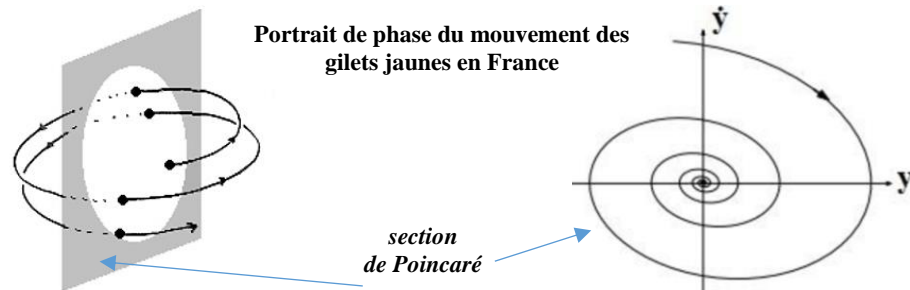 Portrait de phase du mouvement des
gilets jaunes en France
ẏ
y
section
de Poincaré